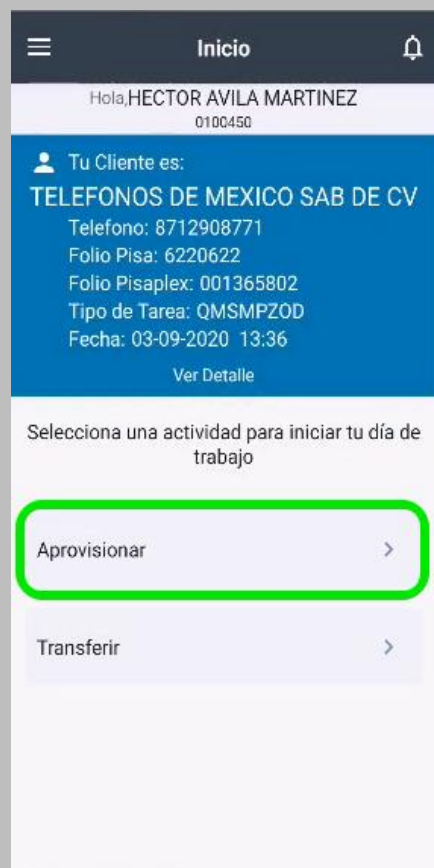 Inicio
Hola,HECTOR AVILA MARTINEZ
0100450
Tu Cliente es:
TELEFONOS DE MEXICO SAB DE CV
Telefono: 8712908771
Folio Pisa: 6220622
Folio Pisaplex: 001365802
Tipo de Tarea: QMSMPZOD
Fecha: 03-09-2020 13:36
Ver Detalle
Selecciona una actividad para iniciar tu día de
trabajo
Aprovisionar
Transferir